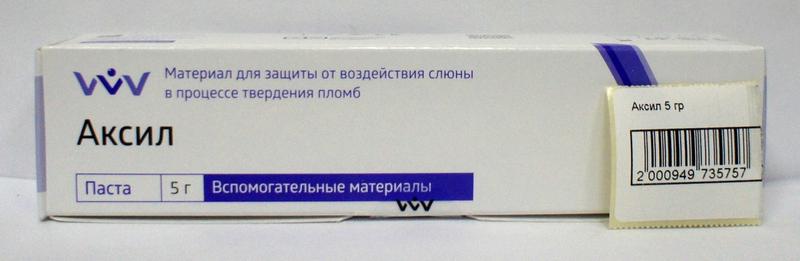 Материал для защиты от воздействия слюны
в процессе твердения пломб
Аксил
Паста 5 г Вспомогательные материалы
Аксил 5 гр
2 000949 735757